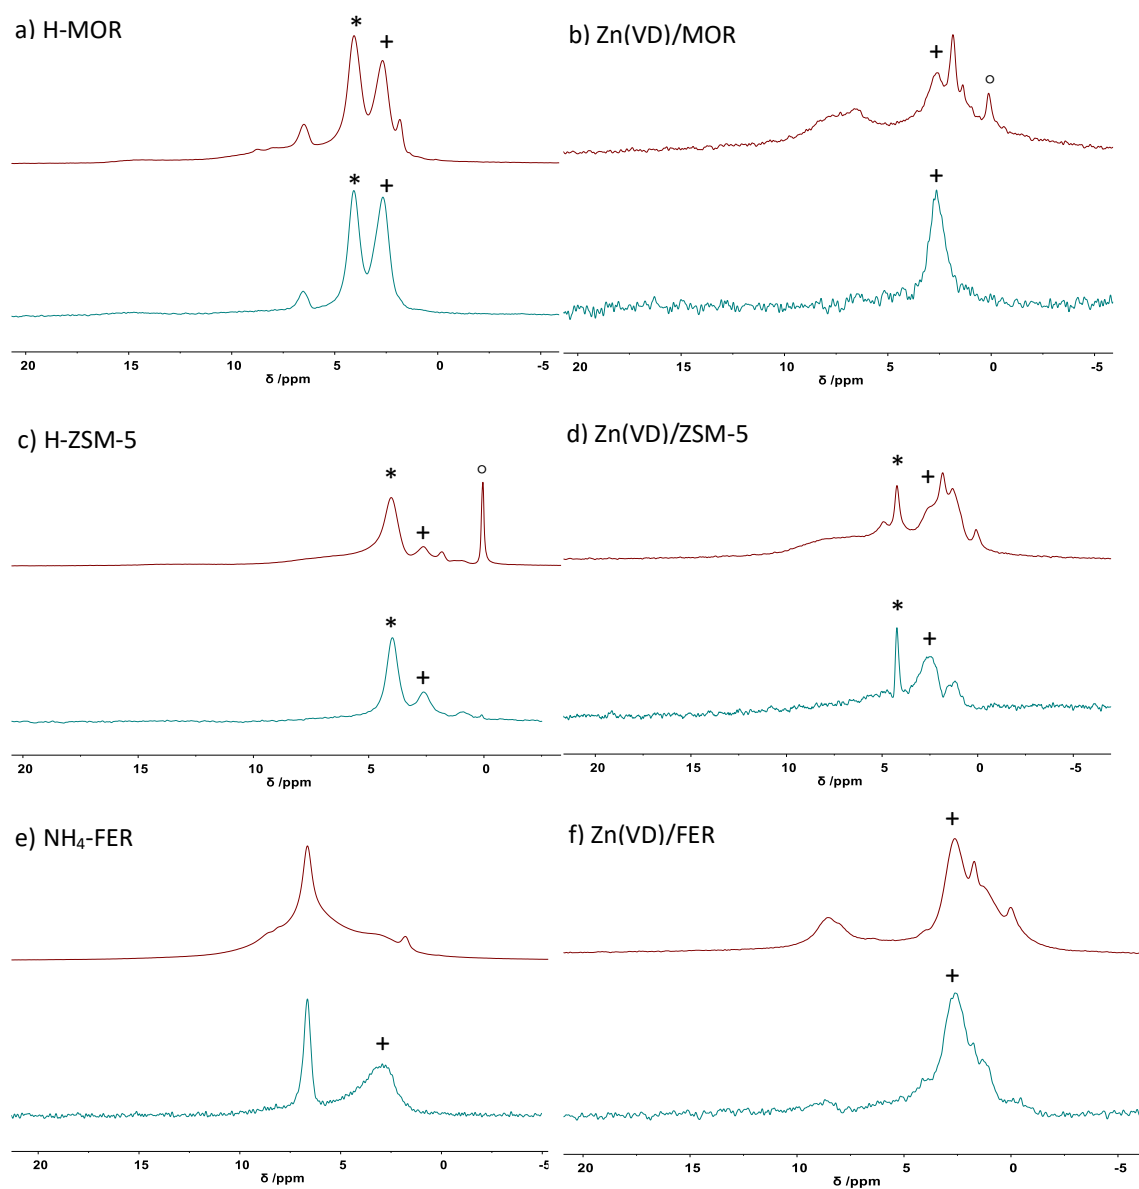 a) H-MOR
* +
* +
20 15 10 5 0 -5
δ /ppm
b) Zn(VD)/MOR
+ °
+
20 15 10 5 0 -5
δ /ppm
c) H-ZSM-5
* + °
* +
20 15 10 5 0
δ /ppm
d) Zn(VD)/ZSM-5
* +
* +
20 15 10 5 0 -5
δ /ppm
e) NH₄-FER
+
20 15 10 5 0 -5
δ /ppm
f) Zn(VD)/FER
+
+
20 15 10 5 0 -5
δ /ppm